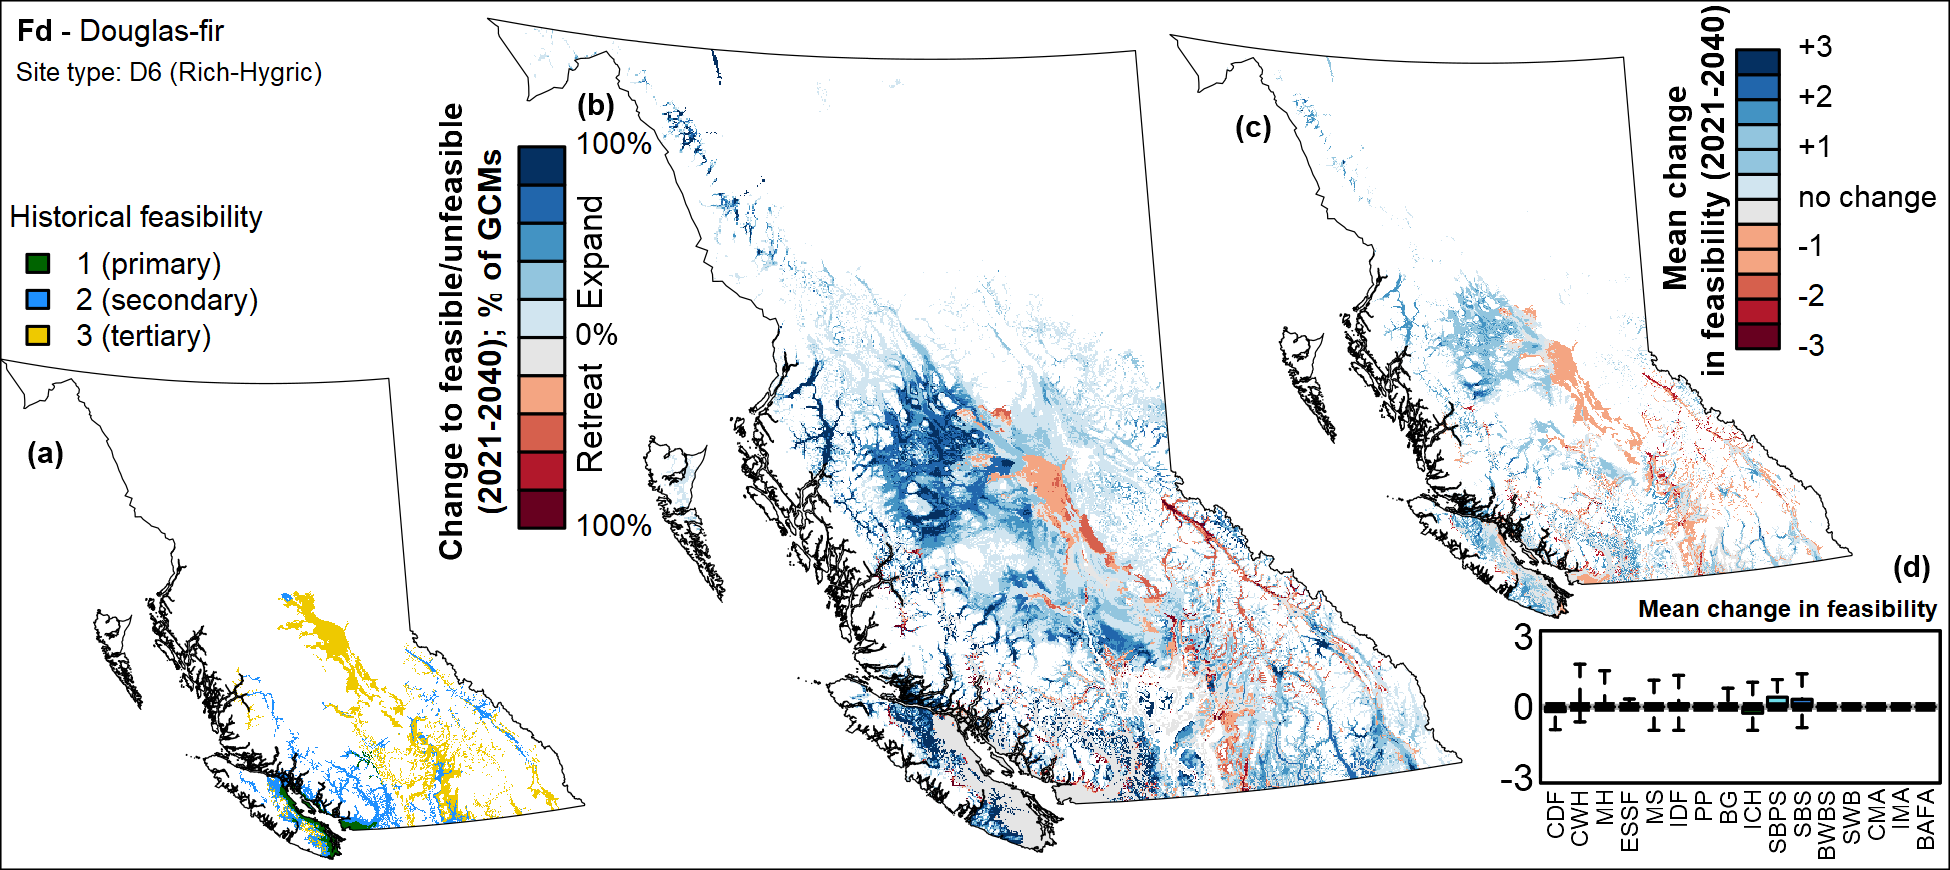 Fd - Douglas-fir
Site type: D6 (Rich-Hygric)
Historical feasibility
1 (primary)
2 (secondary)
3 (tertiary)
(a)
(b)
Change to feasible/unfeasible
(2021-2040); % of GCMs
100%
Expand
0%
Retreat
100%
(c)
Mean change
in feasibility (2021-2040)
+3
+2
+1
no change
-1
-2
-3
(d)
Mean change in feasibility
3
0
-3
CDF
CWH
MH
ESSF
MS
IDF
PP
BG
ICH
SBPS
SBS
BWBS
SWB
CMA
IMA
BAFA